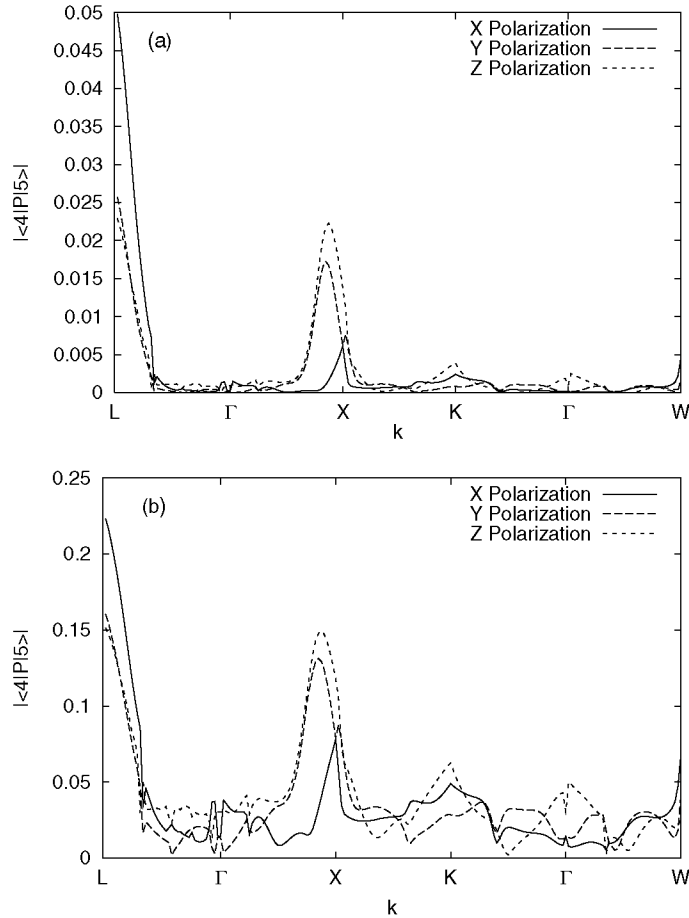 0.05
0.045
0.04
0.035
0.03
0.025
0.02
0.015
0.01
0.005
0
(a)
X Polarization
Y Polarization
Z Polarization
|<4|P|5>|
L Γ X K Γ W
k
0.25
0.2
0.15
0.1
0.05
0
(b)
X Polarization
Y Polarization
Z Polarization
|<4|P|5>|
L Γ X K Γ W
k